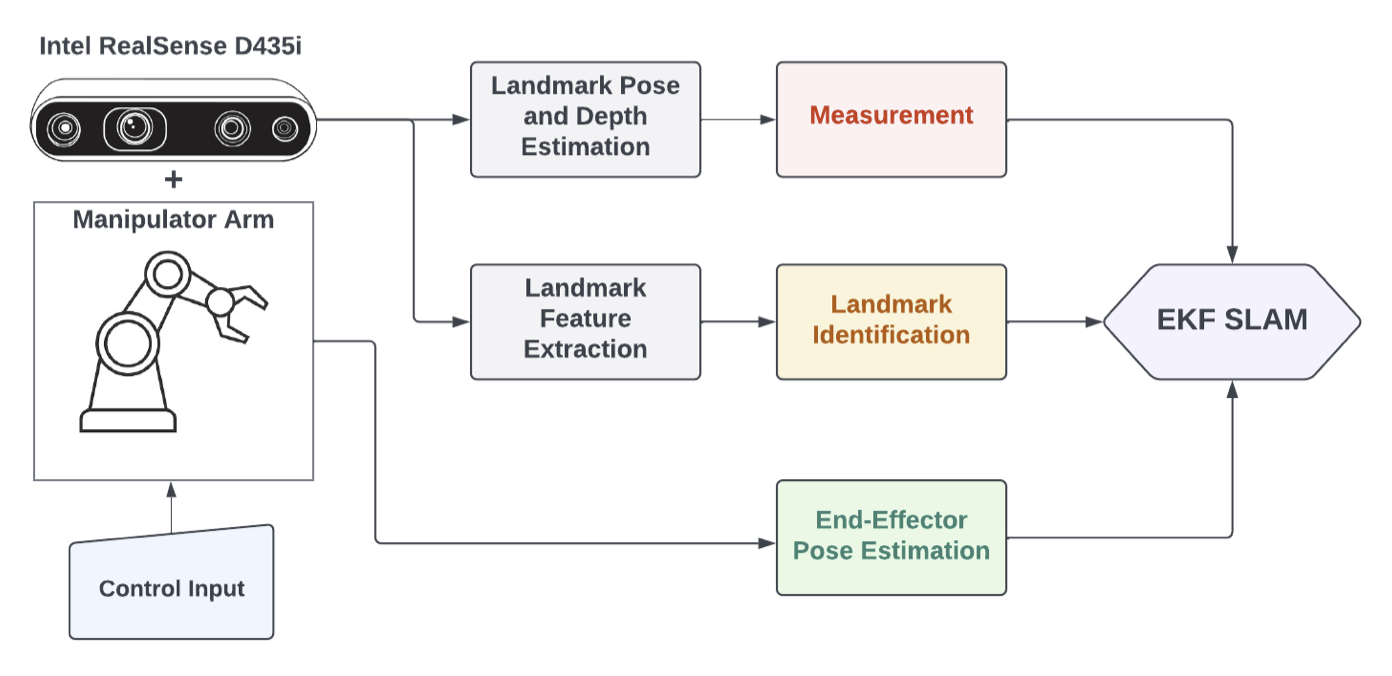 Intel RealSense D435i
+
Manipulator Arm
Control Input
Landmark Pose
and Depth
Estimation
Measurement
Landmark
Feature
Extraction
Landmark
Identification
End-Effector
Pose Estimation
EKF SLAM